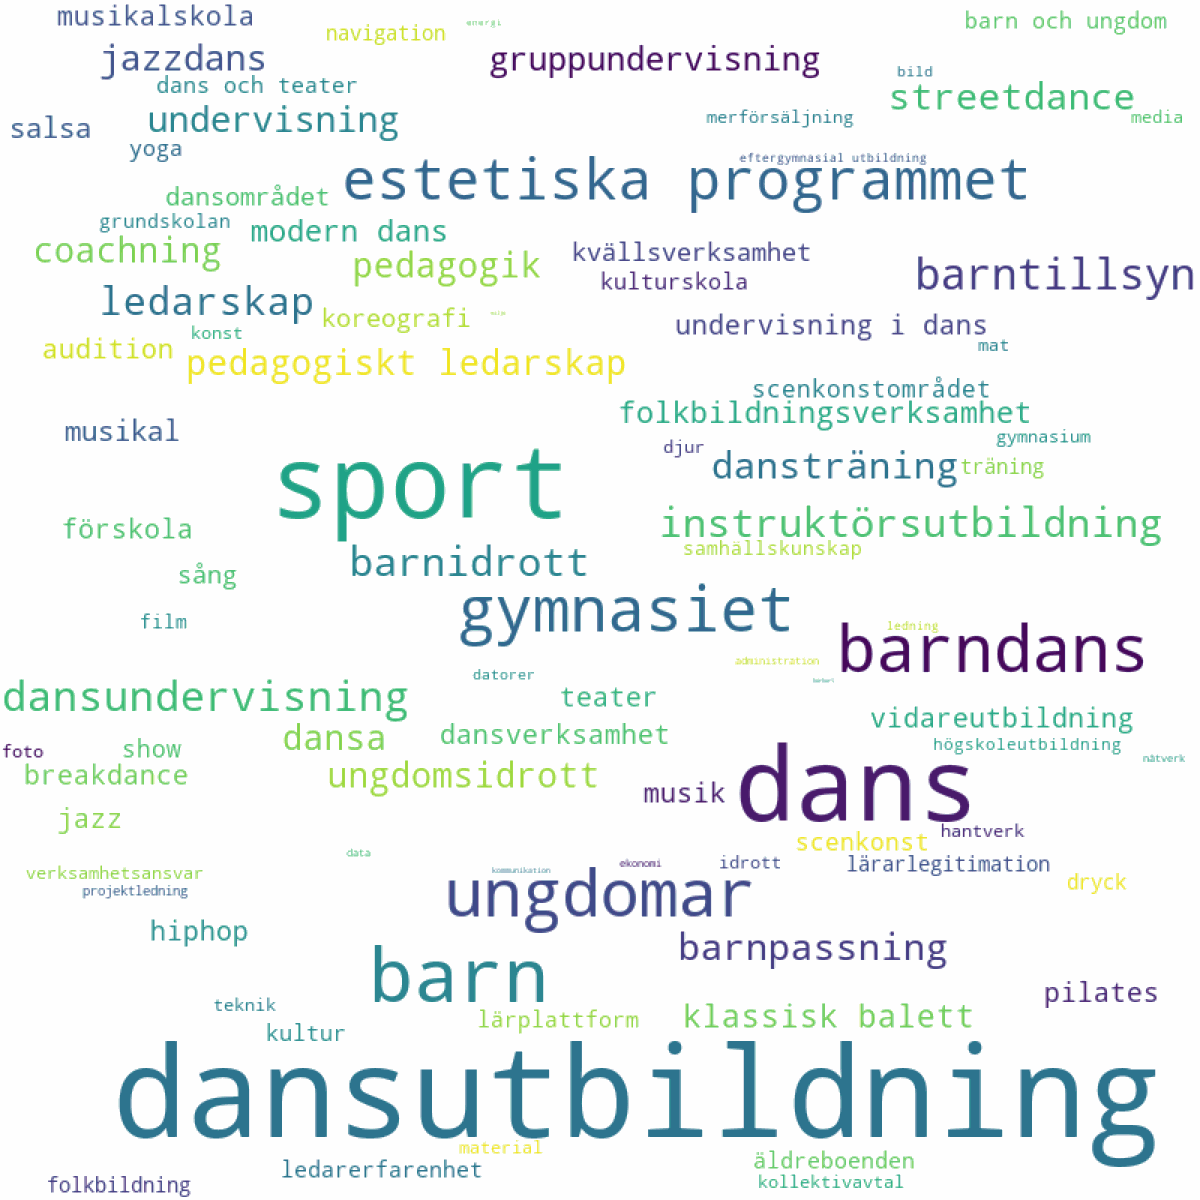 musikalskola
energi
barn och ungdom
navigation
jazzdans
gruppundervisning
bild
dans och teater
streetdance
salsa
undervisning
merförsäljning
media
yoga
eftergymnasial utbildning
estetiska programmet
dansområdet
grundskolan
modern dans
coachning
pedagogik
kvällsverksamhet
kulturskola
barntillsyn
ledarskap
koreografi
undervisning i dans
konst
mat
audition
pedagogiskt ledarskap
scenkonstområdet
folkbildningsverksamhet
musikal
gymnasium
djur
dansträning
träning
sport
förskola
instruktörsutbildning
samhällskunskap
barnidrott
sång
gymnasiet
film
ledning
barndans
administration
datorer
dansundervisning
teater
vidareutbildning
dansa
dansverksamhet
högskoleutbildning
foto
show
nätverk
breakdance
ungdomsidrott
dans
musik
jazz
hantverk
scenkonst
data
ekonomi
idrott
lärarlegitimation
verksamhetsansvar
kommunikation
dryck
projektledning
ungdomar
hiphop
barnpassning
barn
pilates
teknik
lärplattform
klassisk balett
kultur
dansutbildning
material
äldreboenden
ledarerfarenhet
kollektivavtal
folkbildning